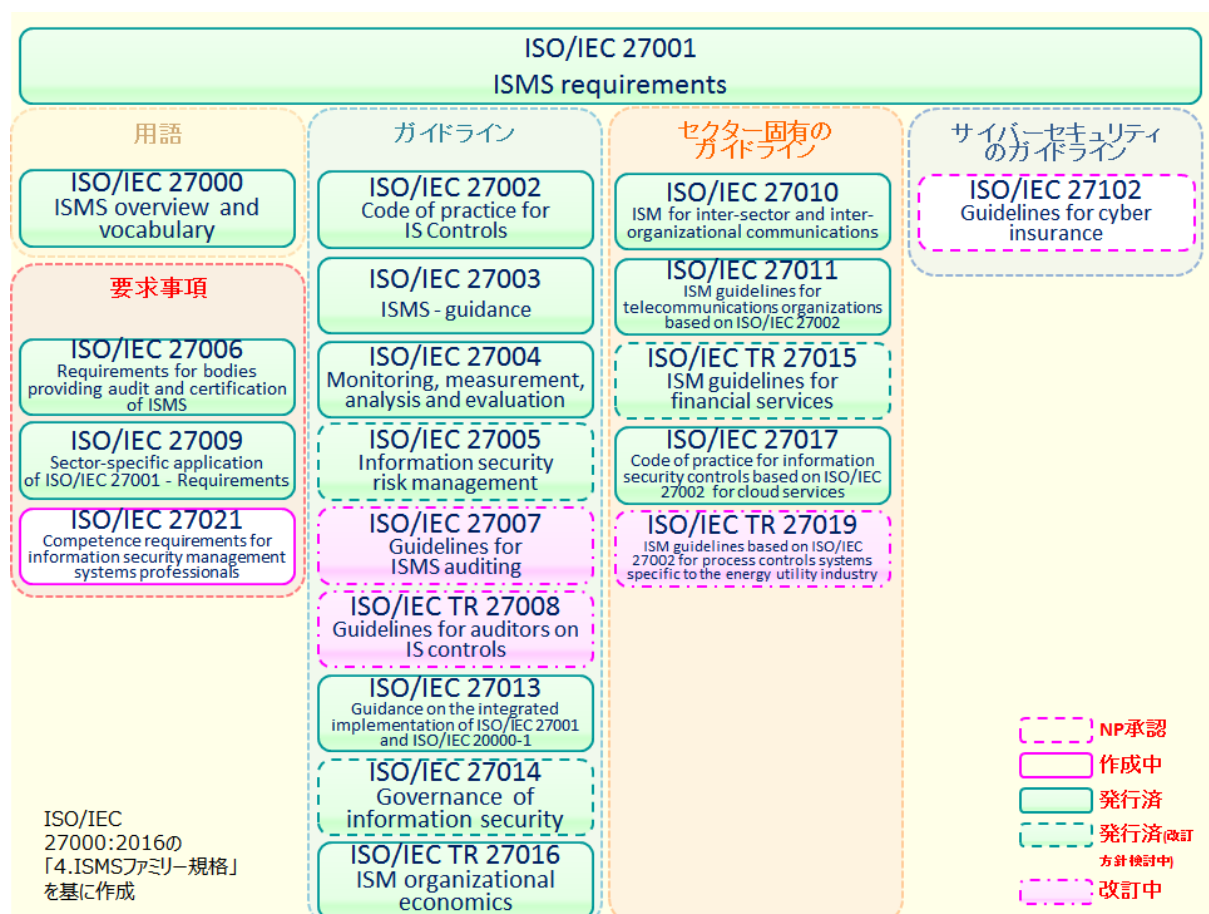 ISO/IEC 27001
ISMS requirements
用語
ISO/IEC 27000
ISMS overview and
vocabulary
要求事項
ISO/IEC 27006
Requirements for bodies
providing audit and certification
of ISMS
ISO/IEC 27009
Sector-specific application
of ISO/IEC 27001 - Requirements
ISO/IEC 27021
Competence requirements for
information security management
systems professionals
ガイドライン
ISO/IEC 27002
Code of practice for
IS Controls
ISO/IEC 27003
ISMS - guidance
ISO/IEC 27004
Monitoring, measurement,
analysis and evaluation
ISO/IEC 27005
Information security
risk management
ISO/IEC 27007
Guidelines for
ISMS auditing
ISO/IEC TR 27008
Guidelines for auditors on
IS controls
ISO/IEC 27013
Guidance on the integrated
implementation of ISO/IEC 27001
and ISO/IEC 20000-1
ISO/IEC 27014
Governance of
information security
ISO/IEC TR 27016
ISM organizational
economics
セクター固有の
ガイドライン
ISO/IEC 27010
ISM for inter-sector and inter-
organizational communications
ISO/IEC 27011
ISM guidelines for
telecommunications organizations
based on ISO/IEC 27002
ISO/IEC TR 27015
ISM guidelines for
financial services
ISO/IEC 27017
Code of practice for information
security controls based on ISO/IEC
27002 for cloud services
ISO/IEC TR 27019
ISM guidelines based on ISO/IEC
27002 for process controls systems
specific to the energy utility industry
サイバーセキュリティ
のガイドライン
ISO/IEC 27102
Guidelines for cyber
insurance
ISO/IEC
27000:2016の
「4.ISMSファミリー規格」
を基に作成
NP承認
作成中
発行済
発行済(改訂
方針検討中)
改訂中